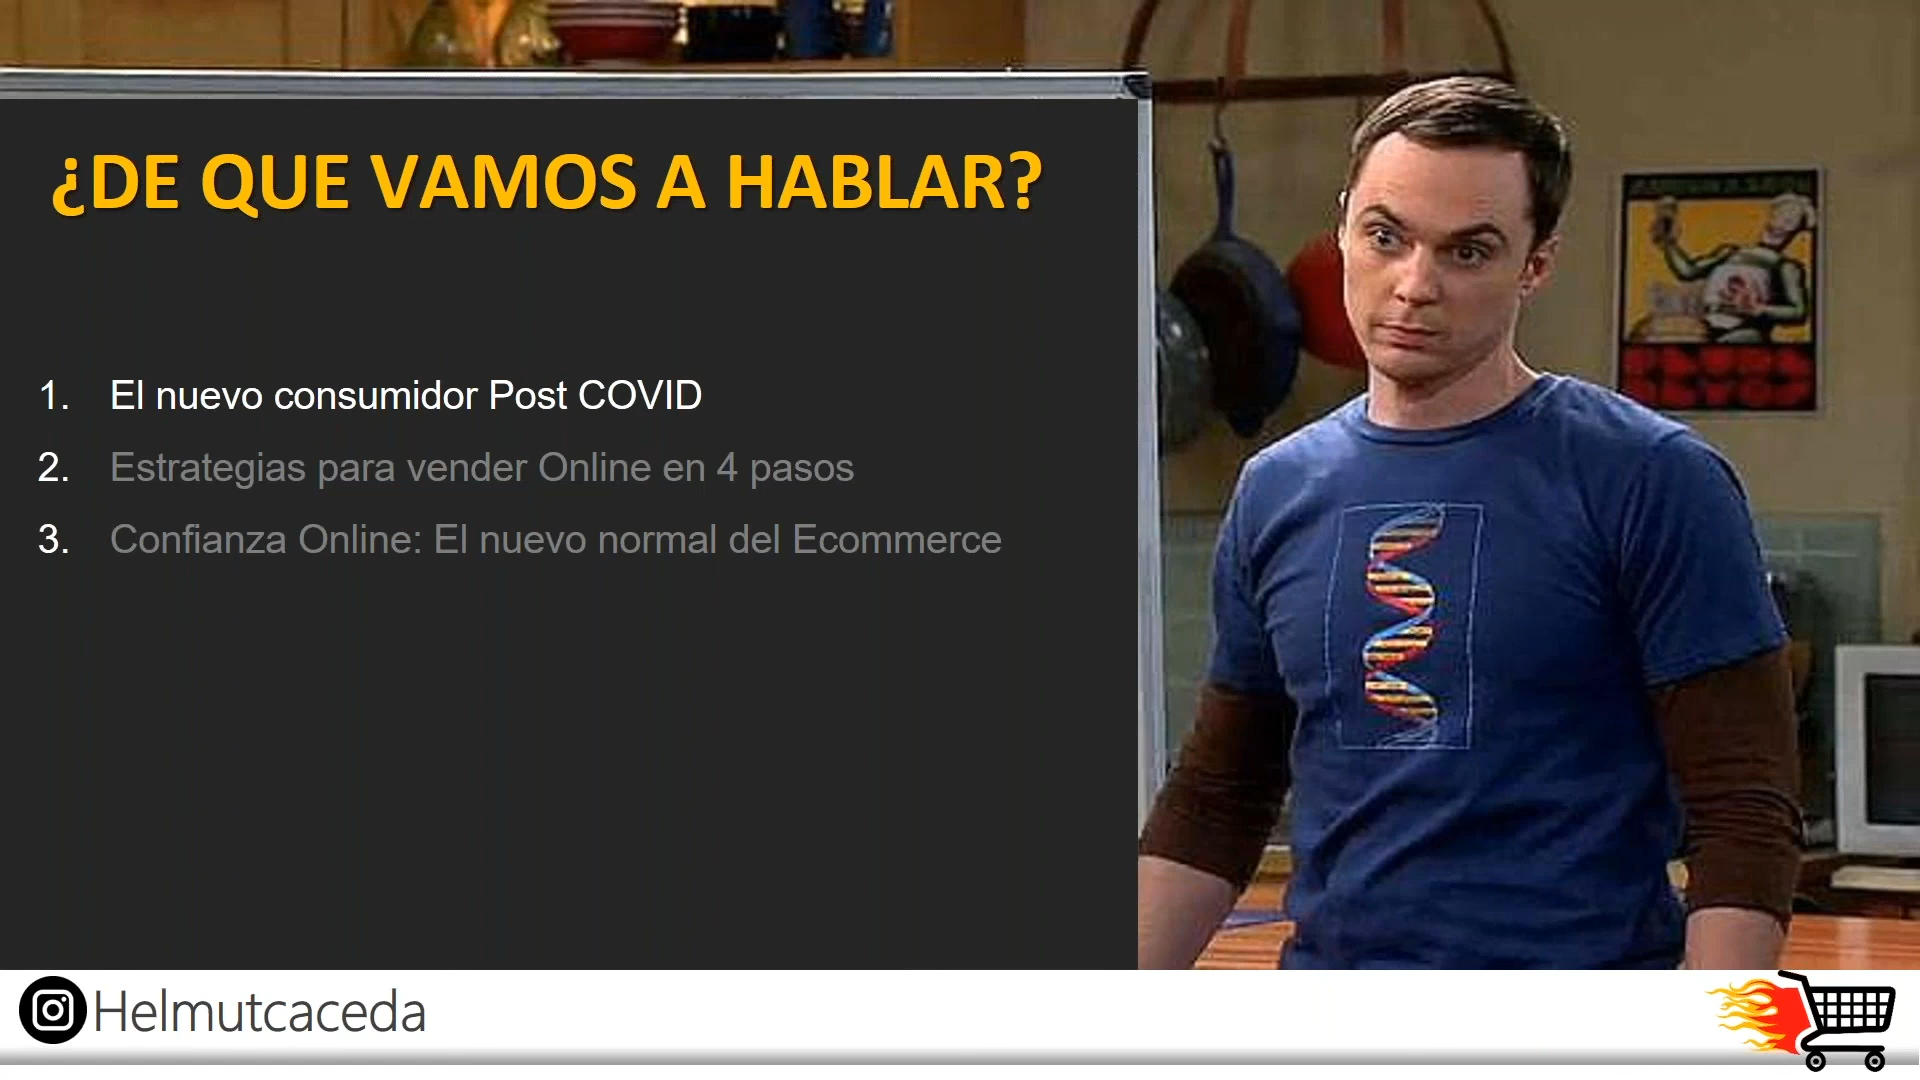 ¿DE QUE VAMOS A HABLAR?
1. El nuevo consumidor Post COVID
2. Estrategias para vender Online en 4 pasos
3. Confianza Online: El nuevo normal del Ecommerce
Helmutcaceda